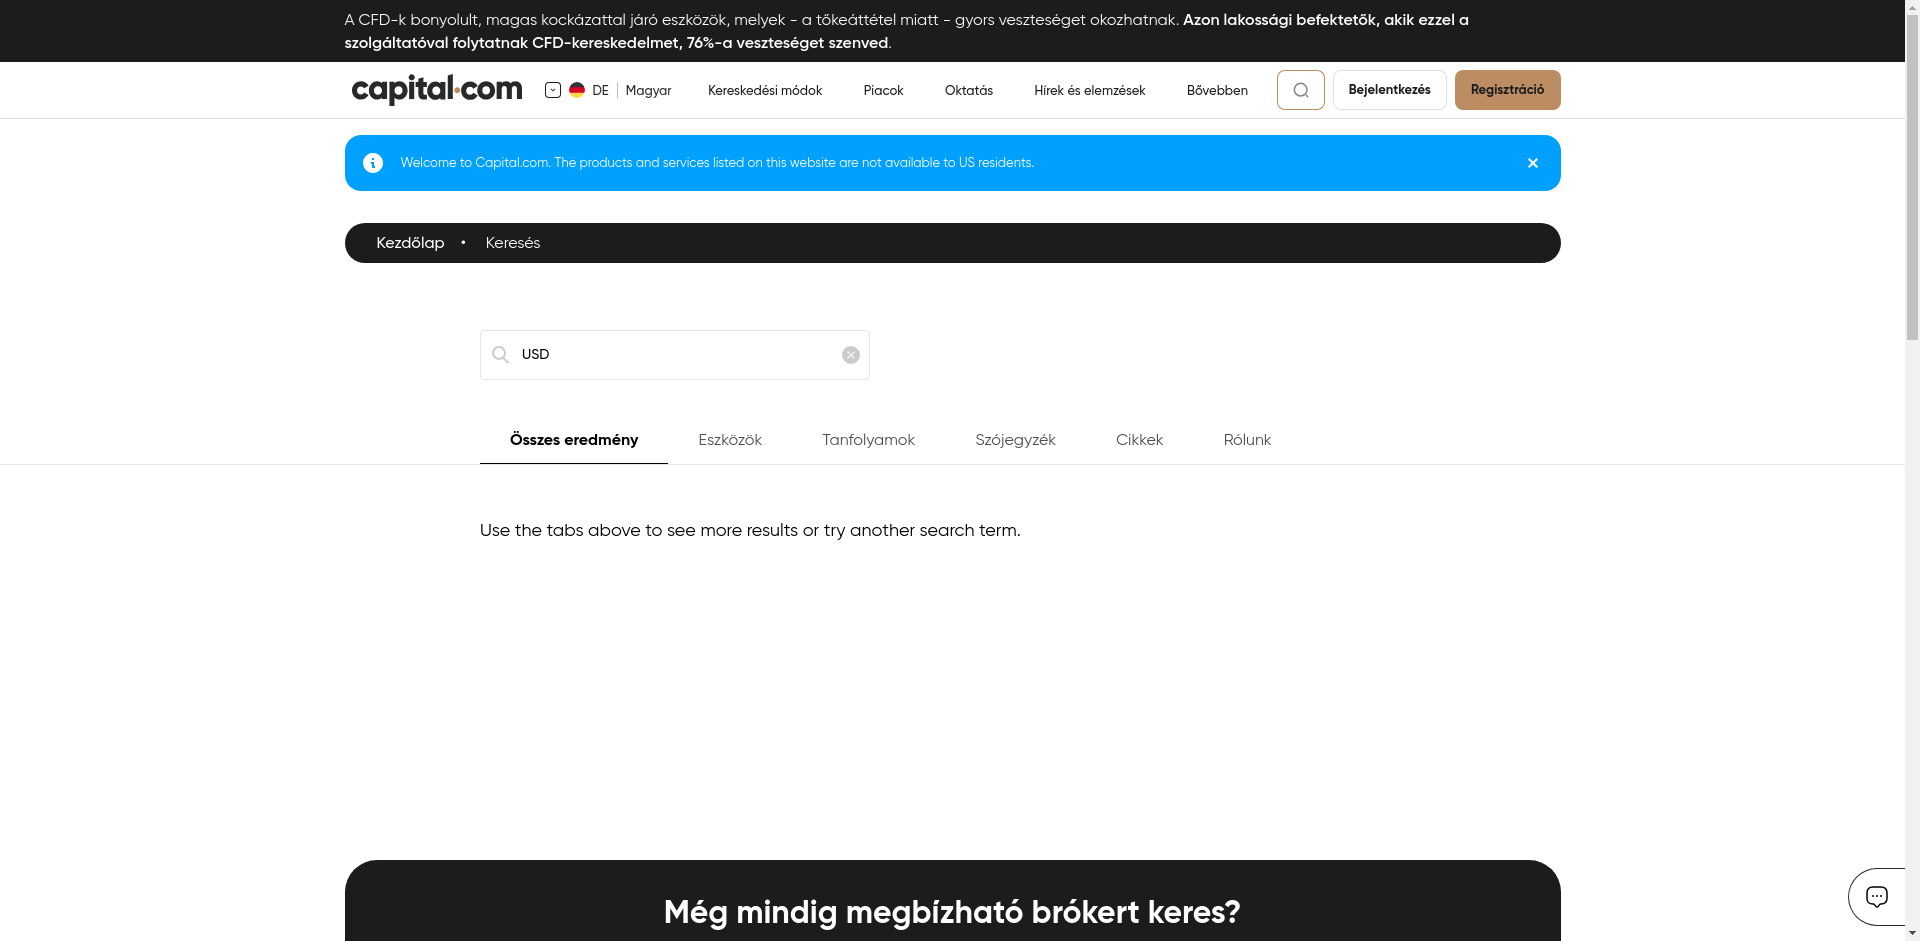 A CFD-k bonyolult, magas kockázattal járó eszközök, melyek - a tőkeáttétel miatt - gyors veszteséget okozhatnak. Azon lakossági befektetők, akik ezzel a
szolgáltatóval folytatnak CFD-kereskedelmet, 76%-a veszteséget szenved.
capital.com DE Magyar Kereskedési módok Piacok Oktatás Hírek és elemzések Bővebben Bejelentkezés Regisztráció
Welcome to Capital.com. The products and services listed on this website are not available to US residents.
Kezdőlap • Keresés
USD
Összes eredmény Eszközök Tanfolyamok Szójegyzék Cikkek Rólunk
Use the tabs above to see more results or try another search term.
Még mindig megbízható brókert keres?